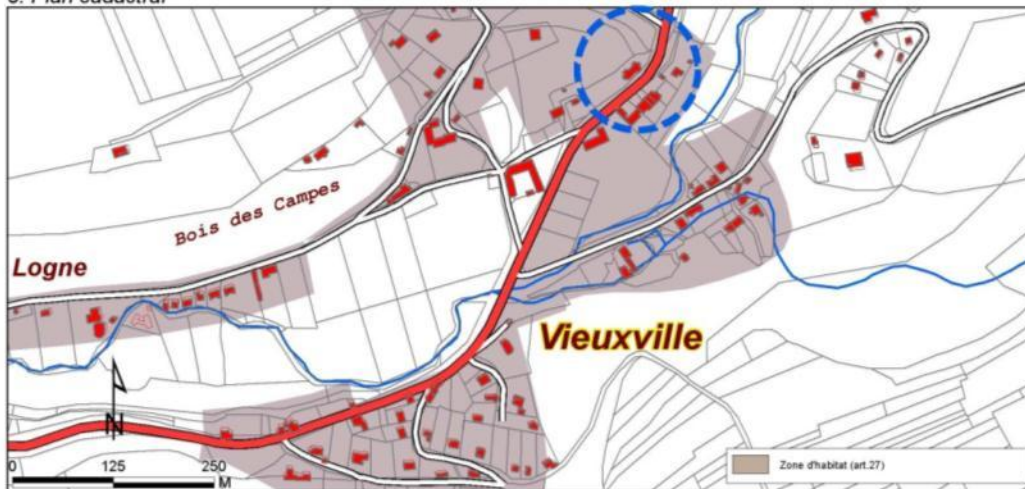 Bois des Campes
Logne
Vieuxville
N
0 125 250
M
Zone d'habitat (art.27)